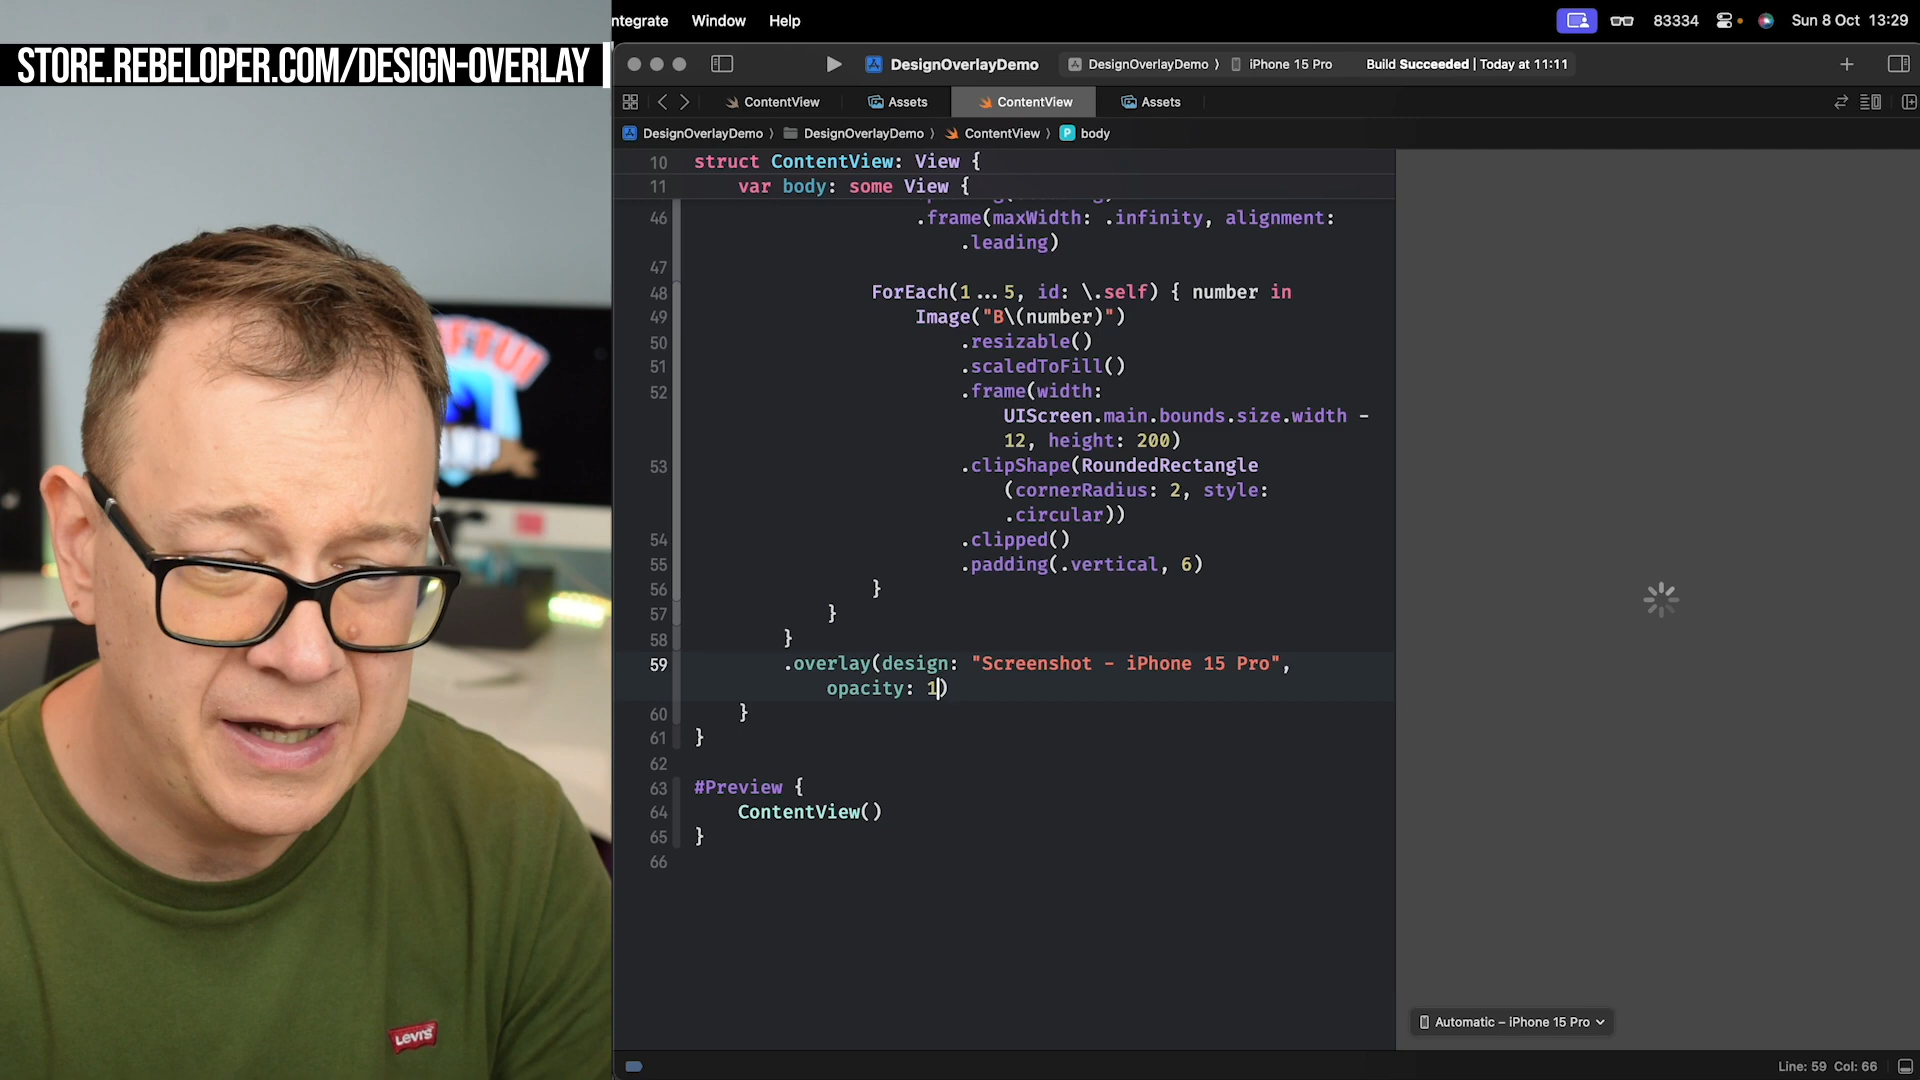 ntegrate Window Help
83334 Sun 8 Oct 13:29
STORE.REBELOPER.COM/DESIGN-OVERLAY
DesignOverlayDemo
DesignOverlayDemo ⟩ iPhone 15 Pro
Build Succeeded | Today at 11:11
ContentView Assets ContentView Assets
DesignOverlayDemo ⟩ DesignOverlayDemo ⟩ ContentView ⟩ P body
10 struct ContentView: View {
11 var body: some View {
46 .frame(maxWidth: .infinity, alignment:
.leading)
47
48 ForEach(1...5, id: \.self) { number in
49 Image("B\(number)")
50 .resizable()
51 .scaledToFill()
52 .frame(width:
UIScreen.main.bounds.size.width -
12, height: 200)
53 .clipShape(RoundedRectangle
(cornerRadius: 2, style:
.circular))
54 .clipped()
55 .padding(.vertical, 6)
56 }
57 }
58 }
59 .overlay(design: "Screenshot - iPhone 15 Pro",
opacity: 1)
60 }
61 }
62
63 #Preview {
64 ContentView()
65 }
66
Automatic – iPhone 15 Pro
Line: 59 Col: 66
Levi's